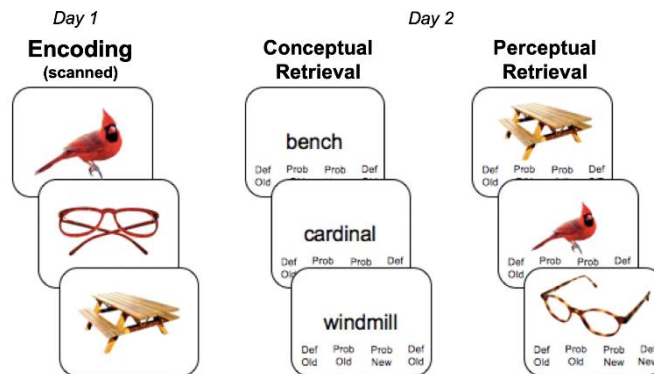 Day 1
Day 2
Encoding
(scanned)
Conceptual
Retrieval
Perceptual
Retrieval
bench
Def Prob Prob Def
Old
cardinal
Def Prob Prob Def
Old
windmill
Def Prob Prob Def
Old Old New Old
Def Prob Prob Def
Old
Def Prob Prob Def
Old
Def Prob Prob Def
Old Old New New